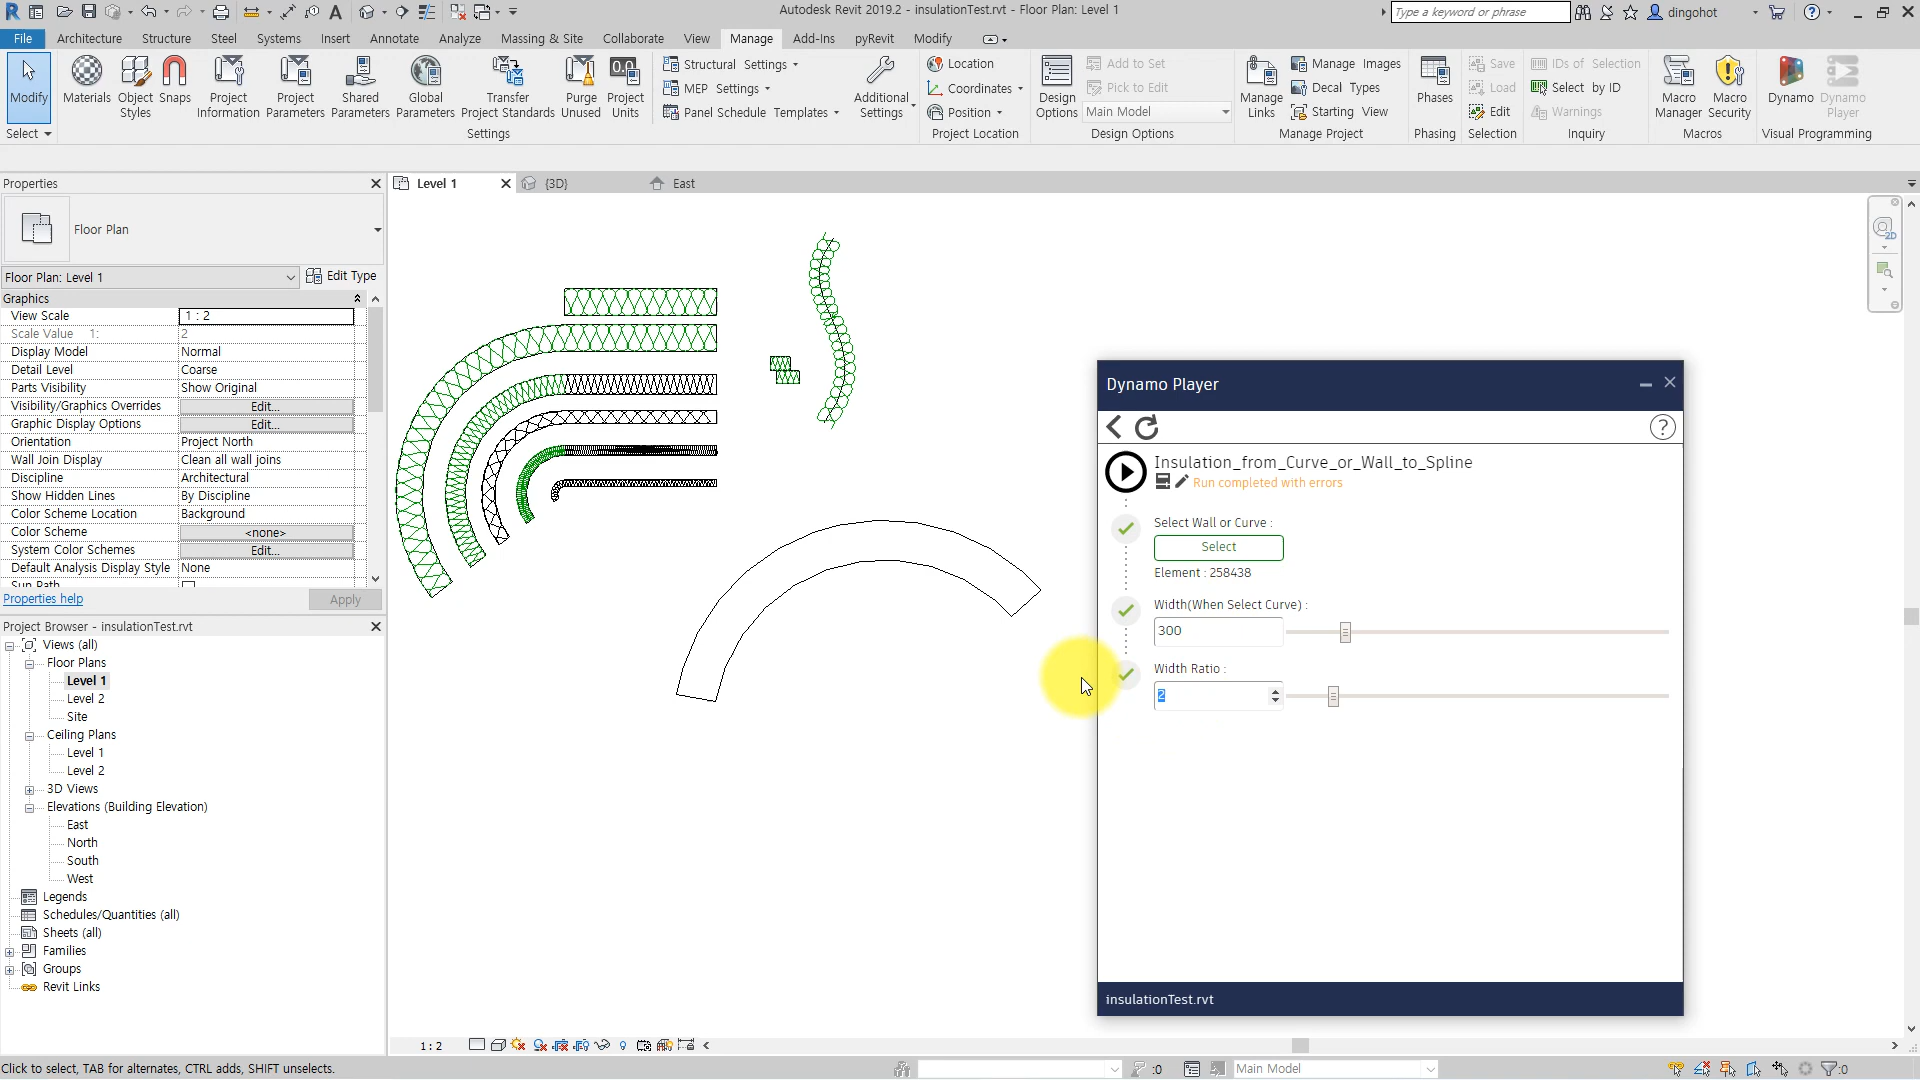 Autodesk Revit 2019.2 - insulationTest.rvt - Floor Plan: Level 1
Type a keyword or phrase
dingohot
File Architecture Structure Steel Systems Insert Annotate Analyze Massing & Site Collaborate View Manage Add-Ins pyRevit Modify
Modify
Select
Materials
Object Styles
Snaps
Project Information
Project Parameters
Shared Parameters
Global Parameters
Transfer Project Standards
Purge Unused
Project Units
Structural Settings
MEP Settings
Panel Schedule Templates
Additional Settings
Settings
Location
Coordinates
Position
Project Location
Design Options
Add to Set
Pick to Edit
Main Model
Design Options
Manage Links
Manage Images
Decal Types
Starting View
Manage Project
Phases
Phasing
Save
Load
Edit
Selection
IDs of Selection
Select by ID
Warnings
Inquiry
Macro Manager
Macro Security
Macros
Dynamo
Dynamo Player
Visual Programming
Properties
Floor Plan
Floor Plan: Level 1
Edit Type
Graphics
View Scale 1 : 2
Scale Value 1: 2
Display Model Normal
Detail Level Coarse
Parts Visibility Show Original
Visibility/Graphics Overrides Edit...
Graphic Display Options Edit...
Orientation Project North
Wall Join Display Clean all wall joins
Discipline Architectural
Show Hidden Lines By Discipline
Color Scheme Location Background
Color Scheme <none>
System Color Schemes Edit...
Default Analysis Display Style None
Sun Path
Properties help
Apply
Project Browser - insulationTest.rvt
Views (all)
Floor Plans
Level 1
Level 2
Site
Ceiling Plans
Level 1
Level 2
3D Views
Elevations (Building Elevation)
East
North
South
West
Legends
Schedules/Quantities (all)
Sheets (all)
Families
Groups
Revit Links
Level 1
{3D}
East
2D
Dynamo Player
Insulation_from_Curve_or_Wall_to_Spline
Run completed with errors
Select Wall or Curve :
Select
Element : 258438
Width(When Select Curve) :
300
Width Ratio :
2
insulationTest.rvt
1 : 2
Click to select, TAB for alternates, CTRL adds, SHIFT unselects.
:0
Main Model
:0